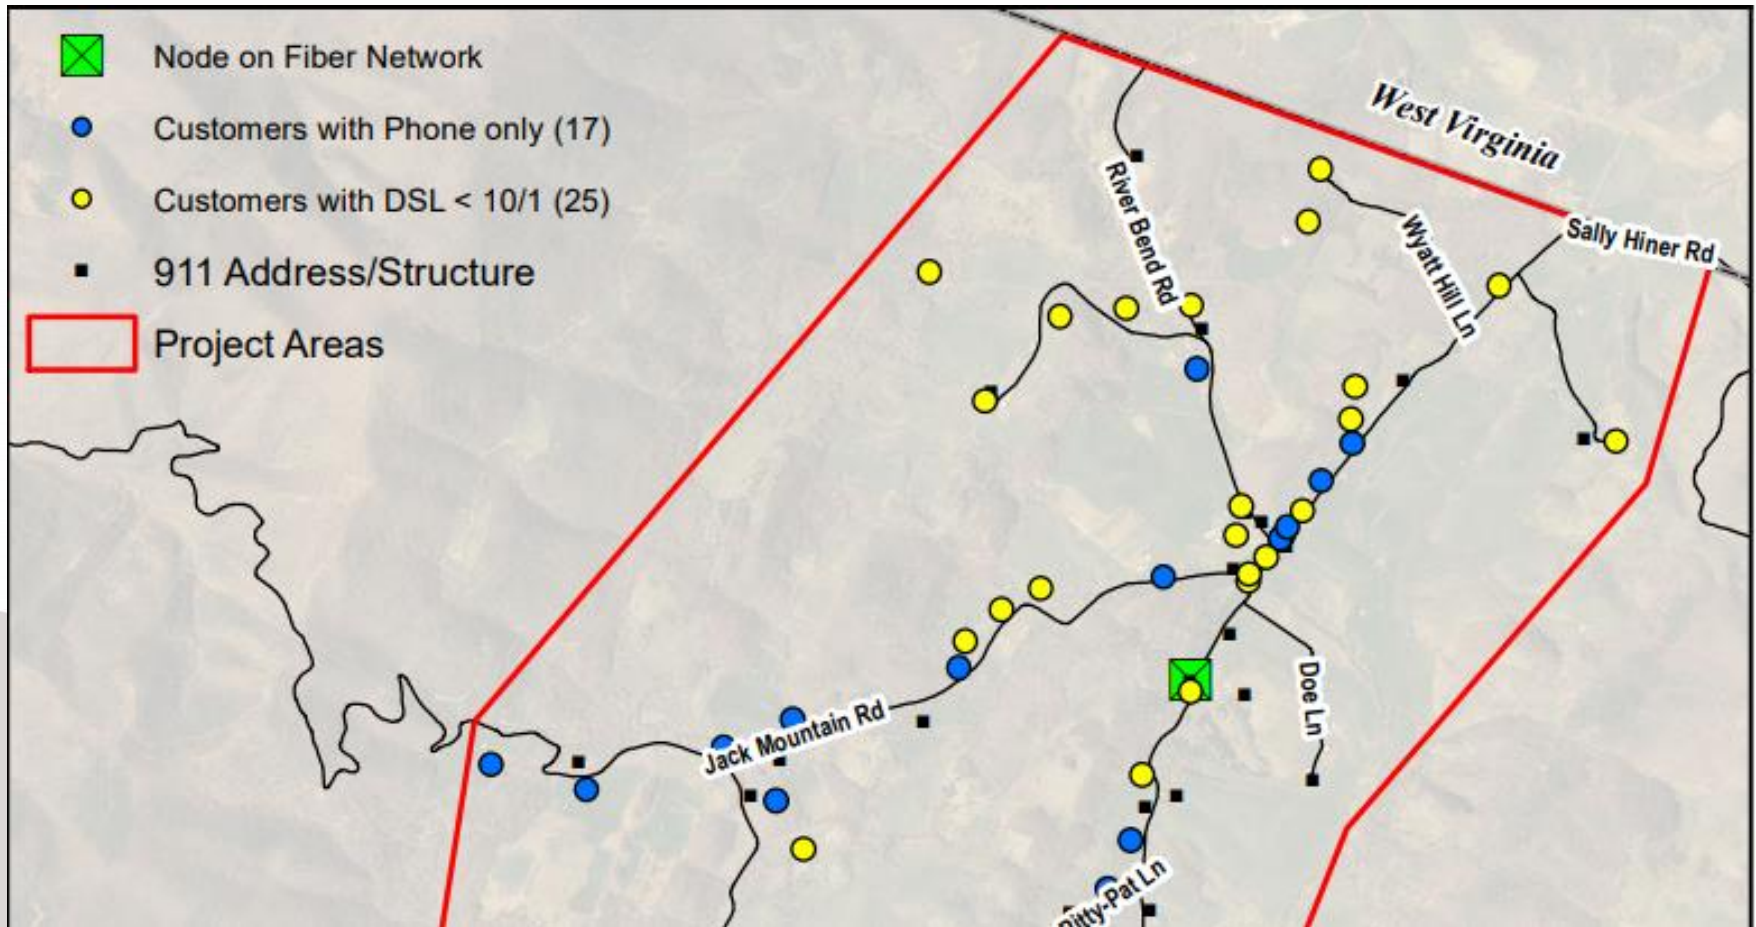 Node on Fiber Network
Customers with Phone only (17)
Customers with DSL < 10/1 (25)
911 Address/Structure
Project Areas
West Virginia
River Bend Rd
Wyatt Hill Ln
Sally Hiner Rd
Jack Mountain Rd
Doe Ln
Pitty-Pat Ln